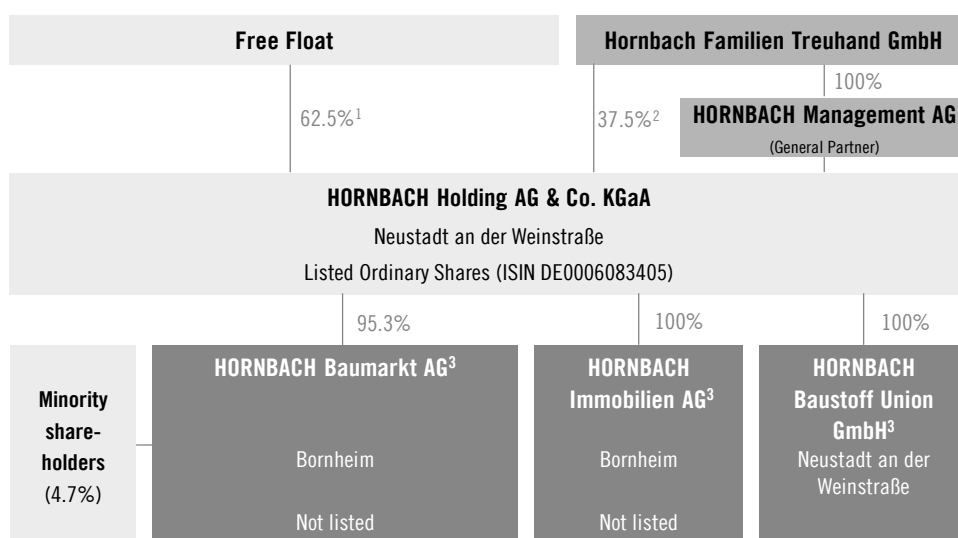 Free Float
Hornbach Familien Treuhand GmbH
100%
62.5%1
37.5%2
HORNBACH Management AG
(General Partner)
HORNBACH Holding AG & Co. KGaA
Neustadt an der Weinstraße
Listed Ordinary Shares (ISIN DE0006083405)
95.3%
100%
100%
Minority
share-
holders
(4.7%)
HORNBACH Baumarkt AG3
Bornheim
Not listed
HORNBACH
Immobilien AG3
Bornheim
Not listed
HORNBACH
Baustoff Union
GmbH3
Neustadt an der
Weinstraße